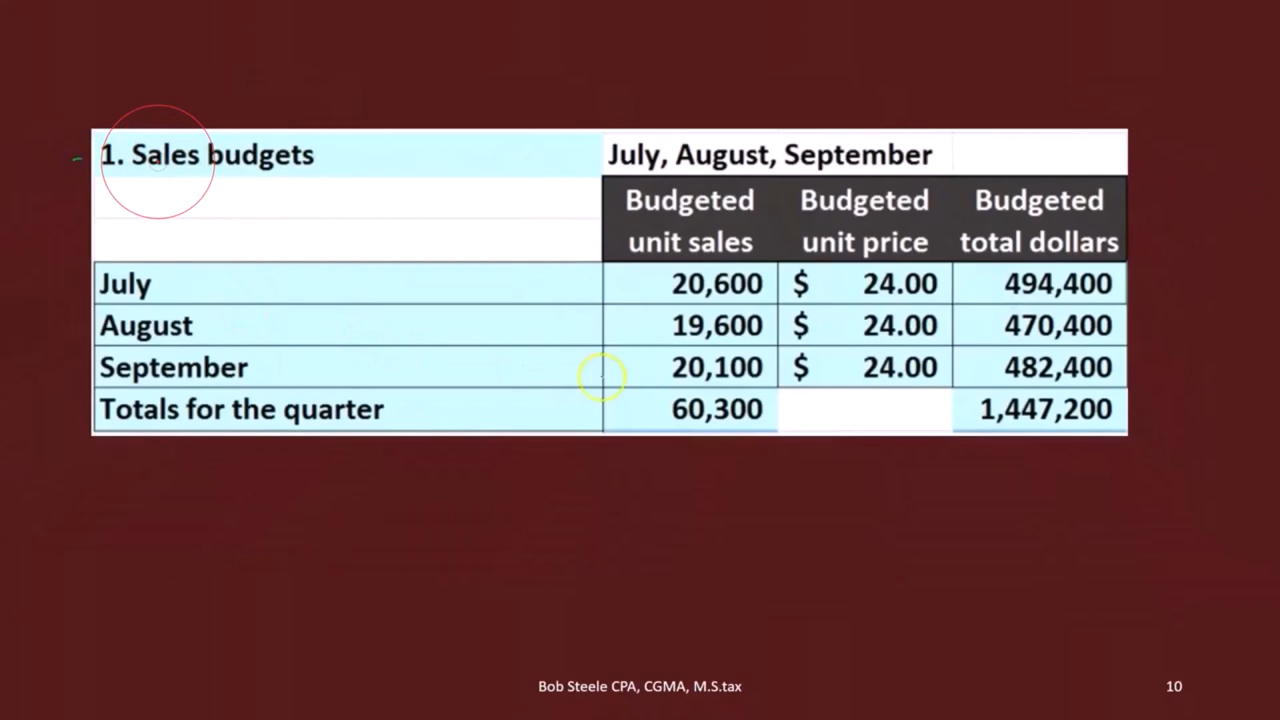 1. Sales budgets July, August, September
Budgeted unit sales Budgeted unit price Budgeted total dollars
July 20,600 $ 24.00 494,400
August 19,600 $ 24.00 470,400
September 20,100 $ 24.00 482,400
Totals for the quarter 60,300 1,447,200
Bob Steele CPA, CGMA, M.S.tax 10